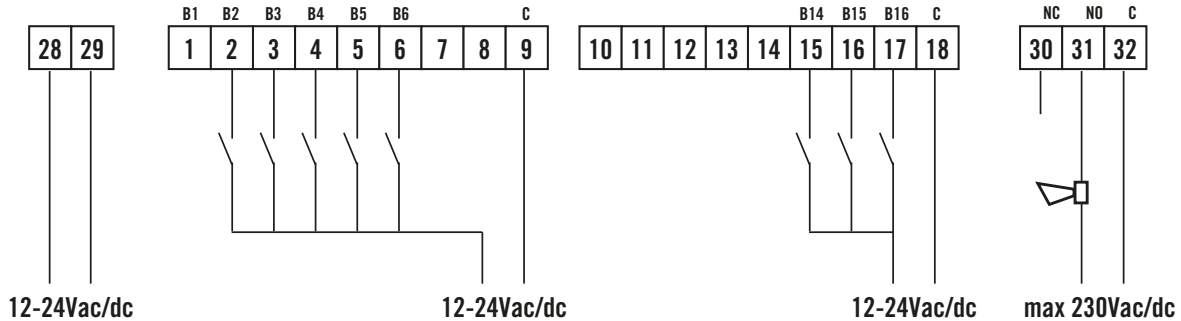 B1 B2 B3 B4 B5 B6 C B14 B15 B16 C NC NO C
28 29 1 2 3 4 5 6 7 8 9 10 11 12 13 14 15 16 17 18 30 31 32
12-24Vac/dc 12-24Vac/dc 12-24Vac/dc max 230Vac/dc